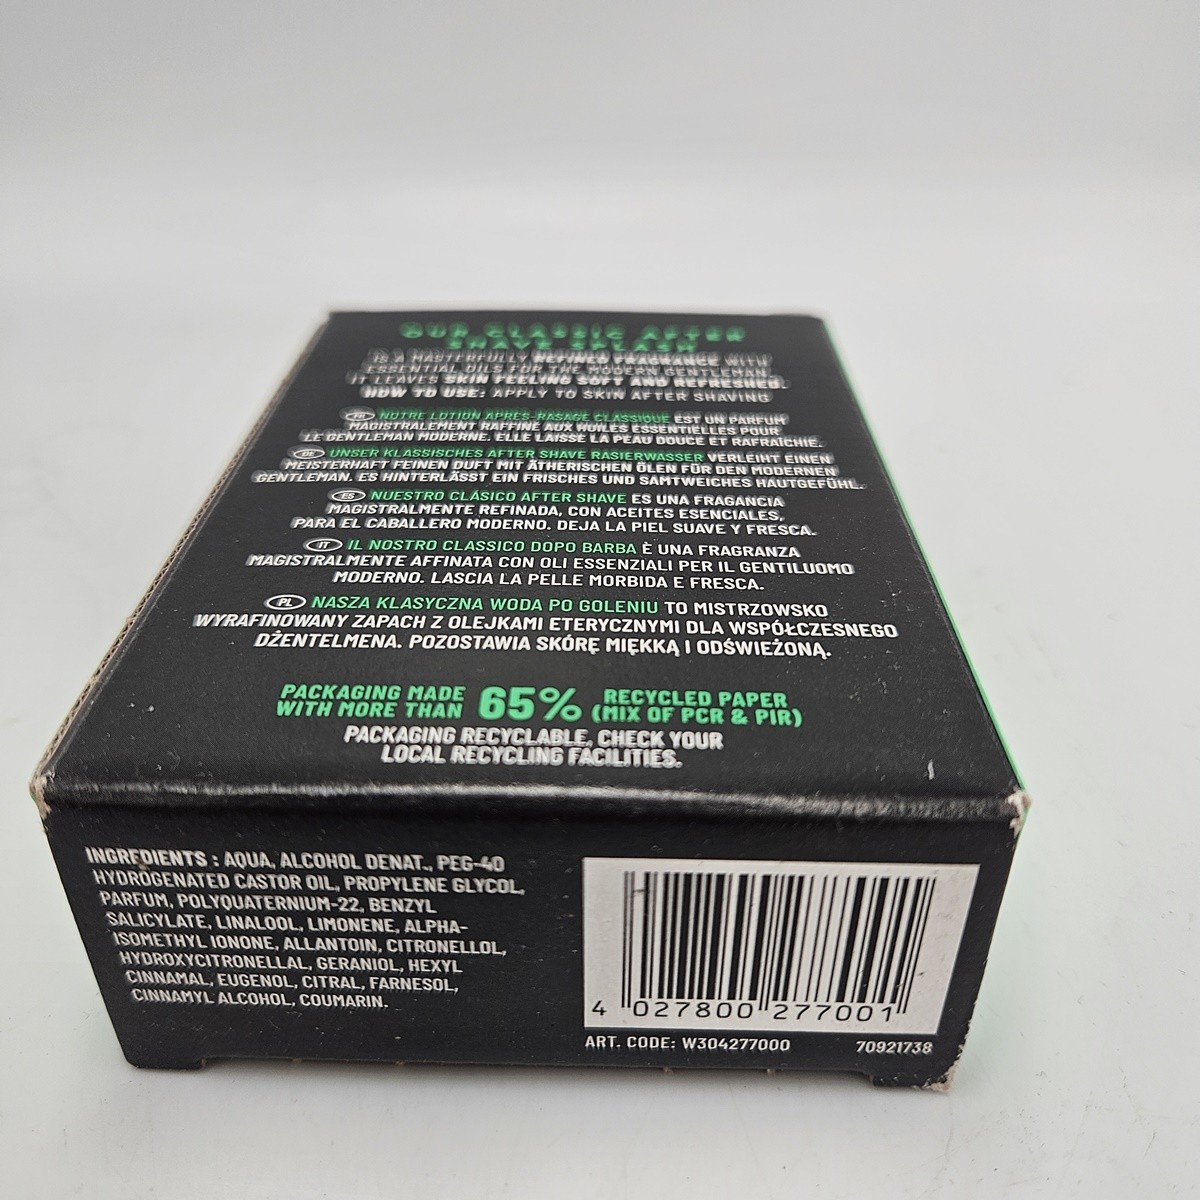 OUR CLASSIC AFTER
SHAVE SPLASH
IS A MASTERFULLY REFINED FRAGRANCE WITH
ESSENTIAL OILS FOR THE MODERN GENTLEMAN.
IT LEAVES SKIN FEELING SOFT AND REFRESHED.
HOW TO USE: APPLY TO SKIN AFTER SHAVING
FR NOTRE LOTION APRÈS-RASAGE CLASSIQUE EST UN PARFUM
MAGISTRALEMENT RAFFINÉ AUX HUILES ESSENTIELLES POUR
LE GENTLEMAN MODERNE. ELLE LAISSE LA PEAU DOUCE ET RAFRAÎCHIE.
DE UNSER KLASSISCHES AFTER SHAVE RASIERWASSER VERLEIHT EINEN
MEISTERHAFT FEINEN DUFT MIT ÄTHERISCHEN ÖLEN FÜR DEN MODERNEN
GENTLEMAN. ES HINTERLÄSST EIN FRISCHES UND SAMTWEICHES HAUTGEFÜHL.
ES NUESTRO CLÁSICO AFTER SHAVE ES UNA FRAGANCIA
MAGISTRALMENTE REFINADA, CON ACEITES ESENCIALES,
PARA EL CABALLERO MODERNO. DEJA LA PIEL SUAVE Y FRESCA.
IT IL NOSTRO CLASSICO DOPO BARBA È UNA FRAGRANZA
MAGISTRALMENTE AFFINATA CON OLI ESSENZIALI PER IL GENTILUOMO
MODERNO. LASCIA LA PELLE MORBIDA E FRESCA.
PL NASZA KLASYCZNA WODA PO GOLENIU TO MISTRZOWSKO
WYRAFINOWANY ZAPACH Z OLEJKAMI ETERYCZNYMI DLA WSPÓŁCZESNEGO
DŻENTELMENA. POZOSTAWIA SKÓRĘ MIĘKKĄ I ODŚWIEŻONĄ.
PACKAGING MADE WITH MORE THAN 65% RECYCLED PAPER (MIX OF PCR & PIR)
PACKAGING RECYCLABLE, CHECK YOUR
LOCAL RECYCLING FACILITIES.
INGREDIENTS : AQUA, ALCOHOL DENAT., PEG-40
HYDROGENATED CASTOR OIL, PROPYLENE GLYCOL,
PARFUM, POLYQUATERNIUM-22, BENZYL
SALICYLATE, LINALOOL, LIMONENE, ALPHA-
ISOMETHYL IONONE, ALLANTOIN, CITRONELLOL,
HYDROXYCITRONELLAL, GERANIOL, HEXYL
CINNAMAL, EUGENOL, CITRAL, FARNESOL,
CINNAMYL ALCOHOL, COUMARIN.
4 027800 277001
ART. CODE: W304277000 70921738